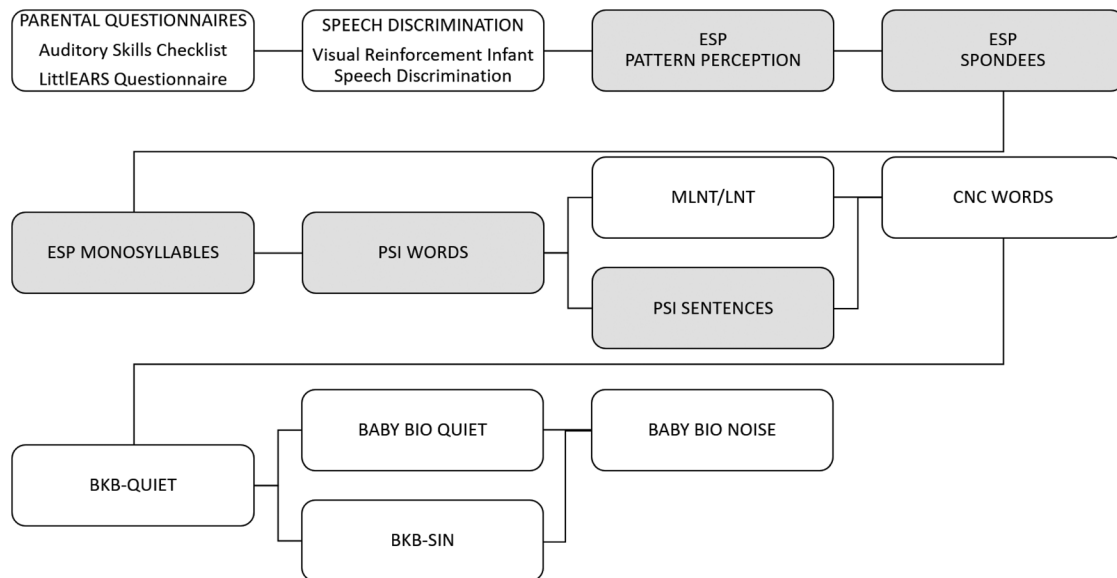 PARENTAL QUESTIONNAIRES
Auditory Skills Checklist
LittlEARS Questionnaire
SPEECH DISCRIMINATION
Visual Reinforcement Infant
Speech Discrimination
ESP
PATTERN PERCEPTION
ESP
SPONDEES
ESP MONOSYLLABLES
PSI WORDS
MLNT/LNT
PSI SENTENCES
CNC WORDS
BKB-QUIET
BABY BIO QUIET
BKB-SIN
BABY BIO NOISE